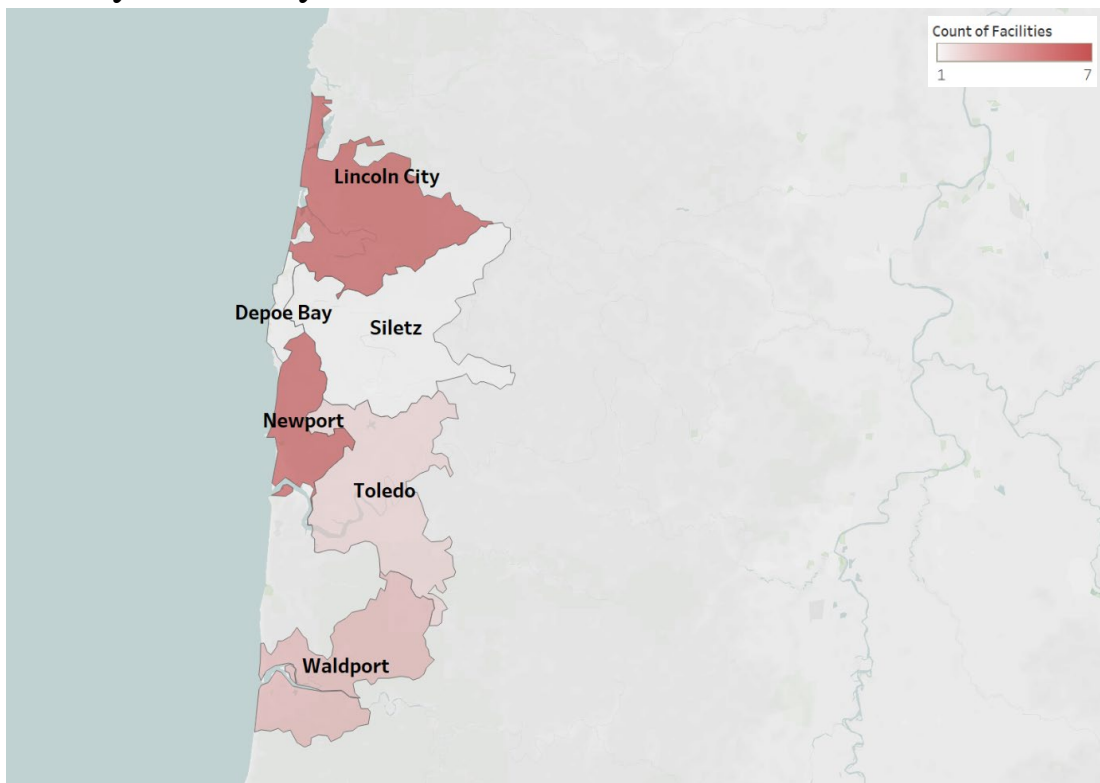 Count of Facilities
1 7
Lincoln City
Depoe Bay
Siletz
Newport
Toledo
Waldport